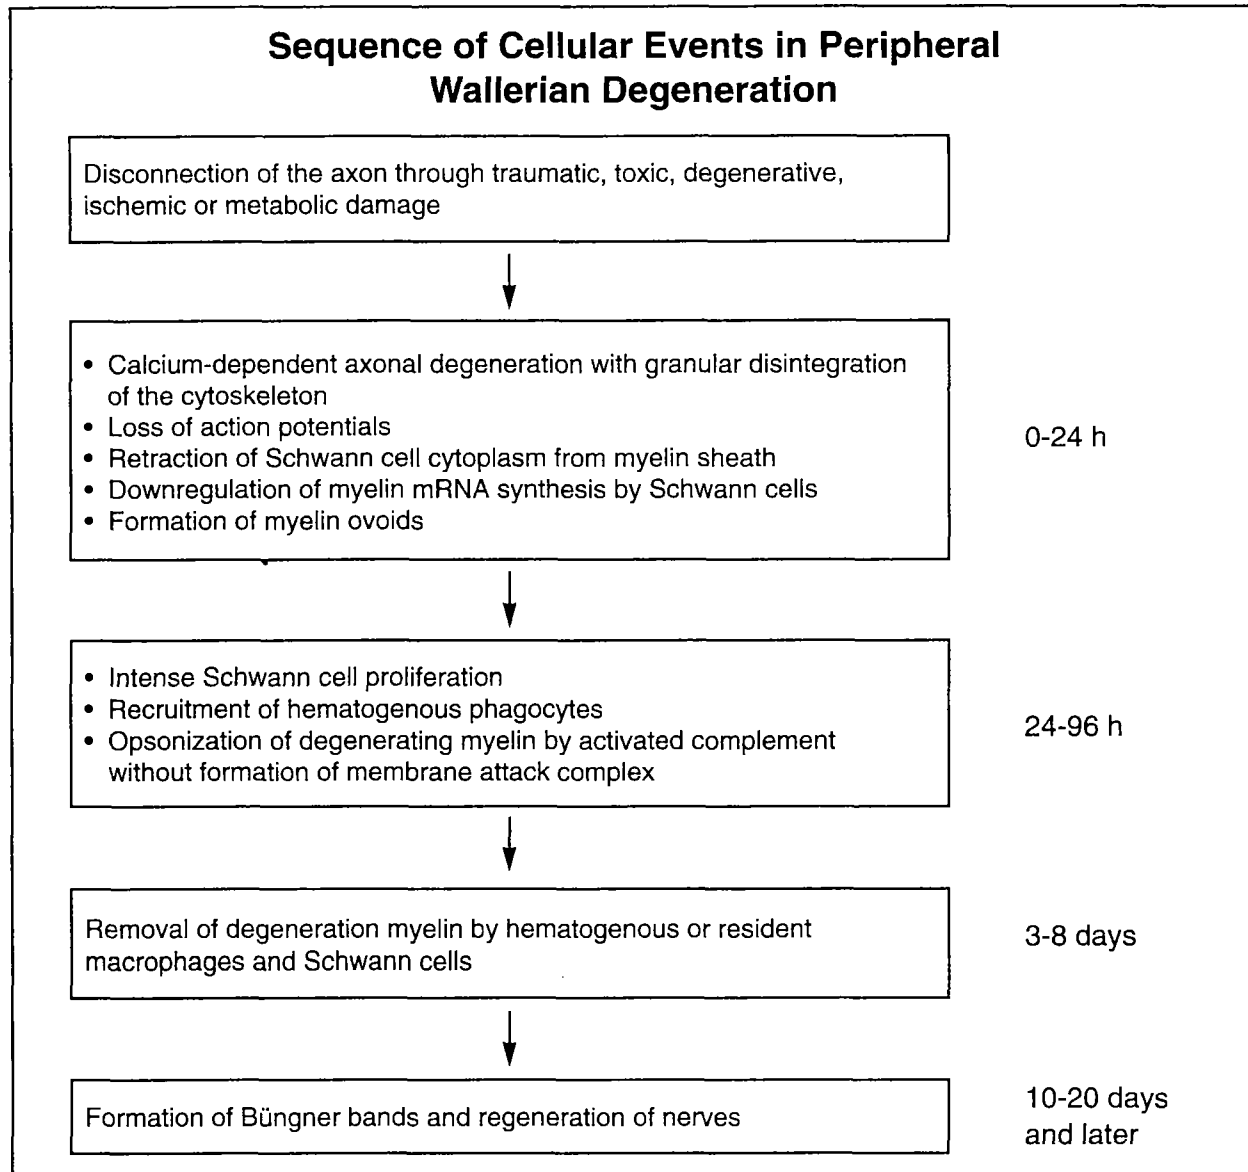 Sequence of Cellular Events in Peripheral
Wallerian Degeneration
Disconnection of the axon through traumatic, toxic, degenerative,
ischemic or metabolic damage
• Calcium-dependent axonal degeneration with granular disintegration
of the cytoskeleton
• Loss of action potentials
• Retraction of Schwann cell cytoplasm from myelin sheath
• Downregulation of myelin mRNA synthesis by Schwann cells
• Formation of myelin ovoids
0-24 h
• Intense Schwann cell proliferation
• Recruitment of hematogenous phagocytes
• Opsonization of degenerating myelin by activated complement
without formation of membrane attack complex
24-96 h
Removal of degeneration myelin by hematogenous or resident
macrophages and Schwann cells
3-8 days
Formation of Büngner bands and regeneration of nerves
10-20 days
and later